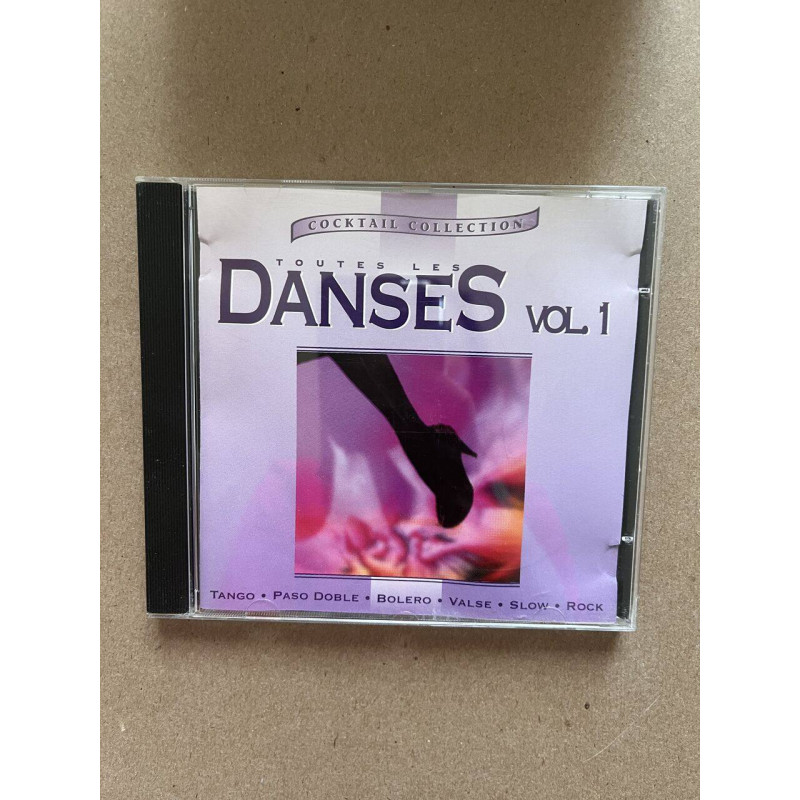 COCKTAIL COLLECTION
TOUTES LES
DANSES VOL. 1
TANGO • PASO DOBLE • BOLERO • VALSE • SLOW • ROCK